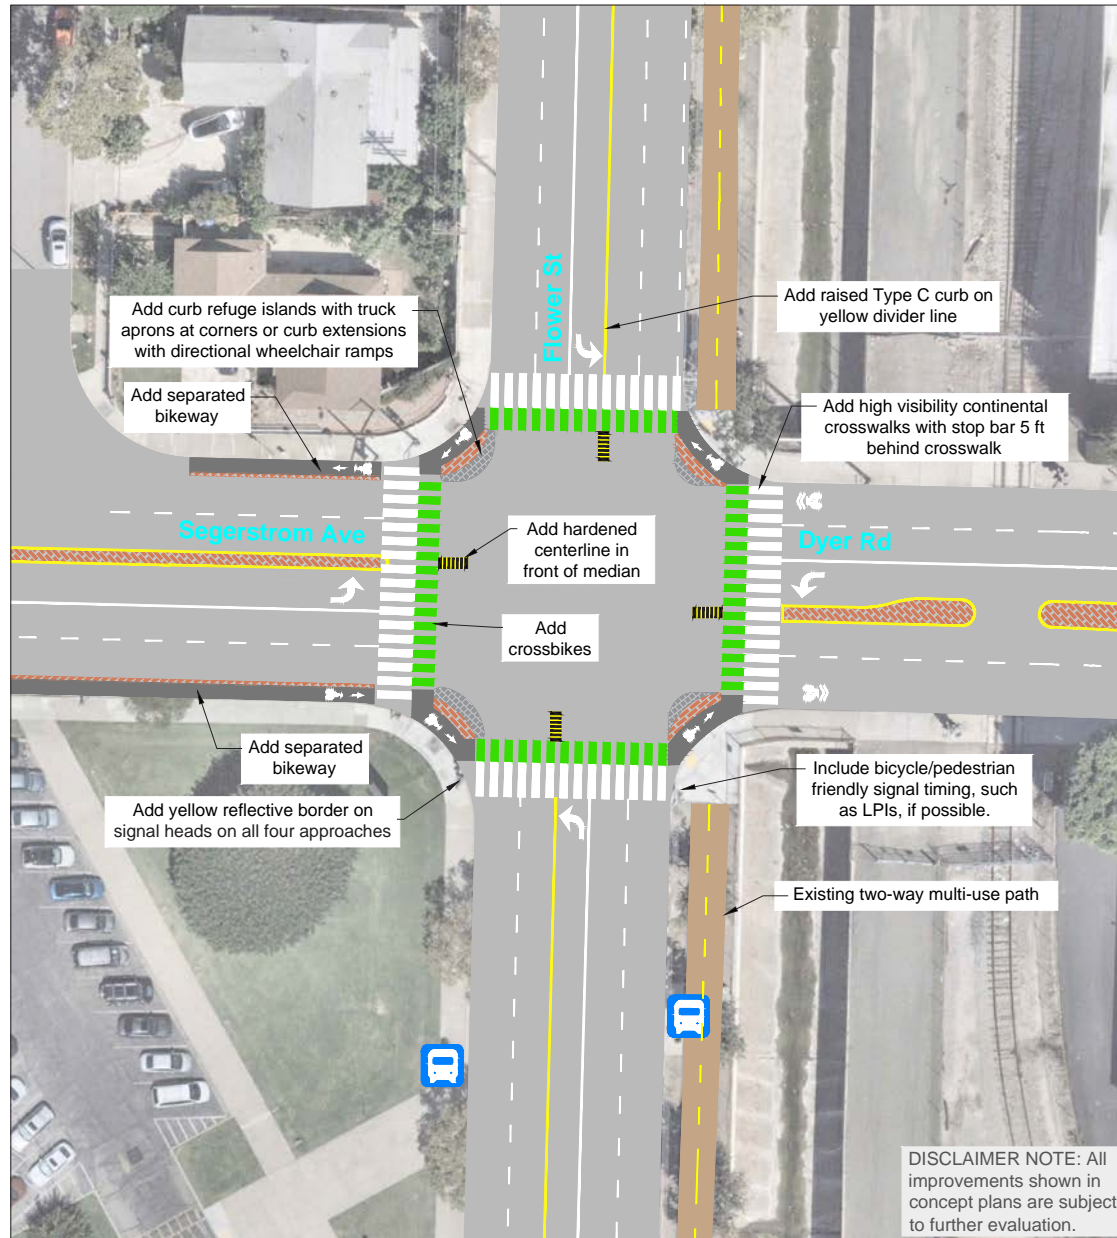 Flower St
Add raised Type C curb on
yellow divider line
Add curb refuge islands with truck
aprons at corners or curb extensions
with directional wheelchair ramps
Add separated
bikeway
Add high visibility continental
crosswalks with stop bar 5 ft
behind crosswalk
Segerstrom Ave
Add hardened
centerline in
front of median
Dyer Rd
Add
crossbikes
Add separated
bikeway
Include bicycle/pedestrian
friendly signal timing, such
as LPIs, if possible.
Add yellow reflective border on
signal heads on all four approaches
Existing two-way multi-use path
DISCLAIMER NOTE: All
improvements shown in
concept plans are subject
to further evaluation.